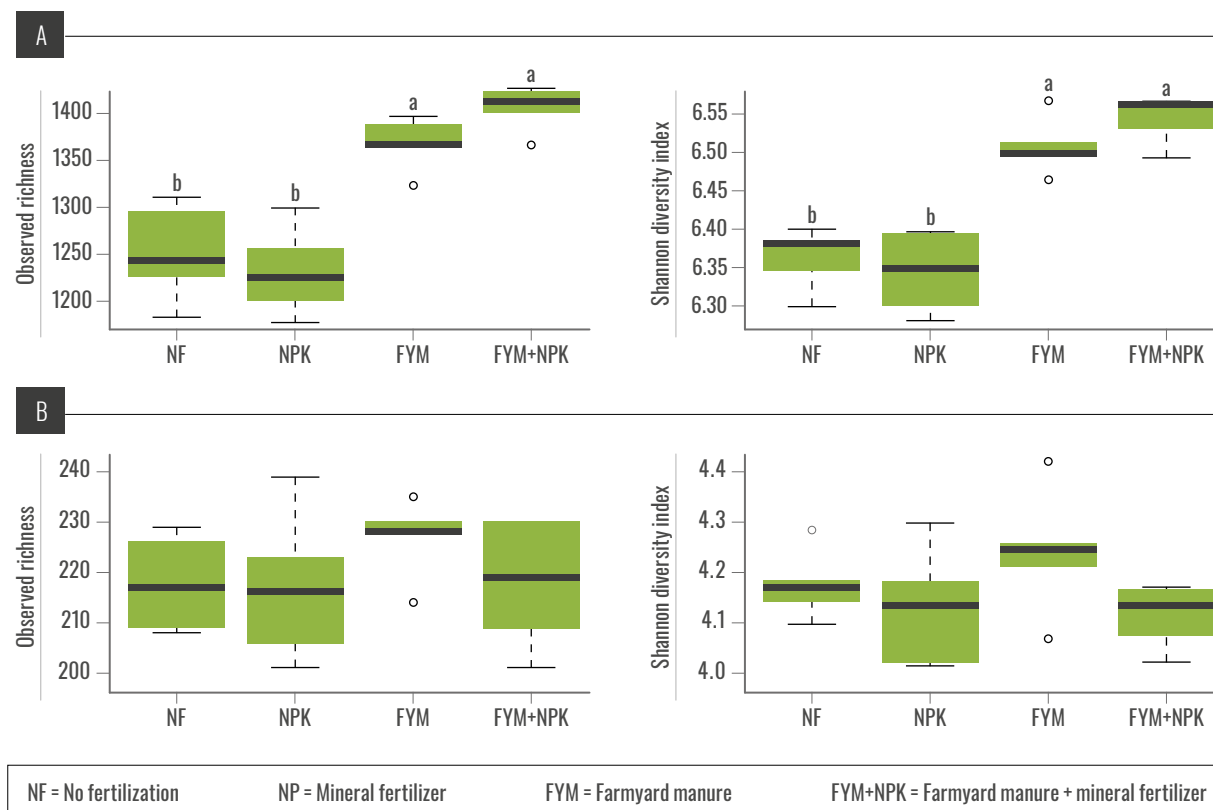 A
Observed richness
1400
1350
1300
1250
1200
b
b
a
a
NF
NPK
FYM
FYM+NPK
Shannon diversity index
6.55
6.50
6.45
6.40
6.35
6.30
b
b
a
a
NF
NPK
FYM
FYM+NPK
B
Observed richness
240
230
220
210
200
NF
NPK
FYM
FYM+NPK
Shannon diversity index
4.4
4.3
4.2
4.1
4.0
NF
NPK
FYM
FYM+NPK
NF = No fertilization NP = Mineral fertilizer FYM = Farmyard manure FYM+NPK = Farmyard manure + mineral fertilizer